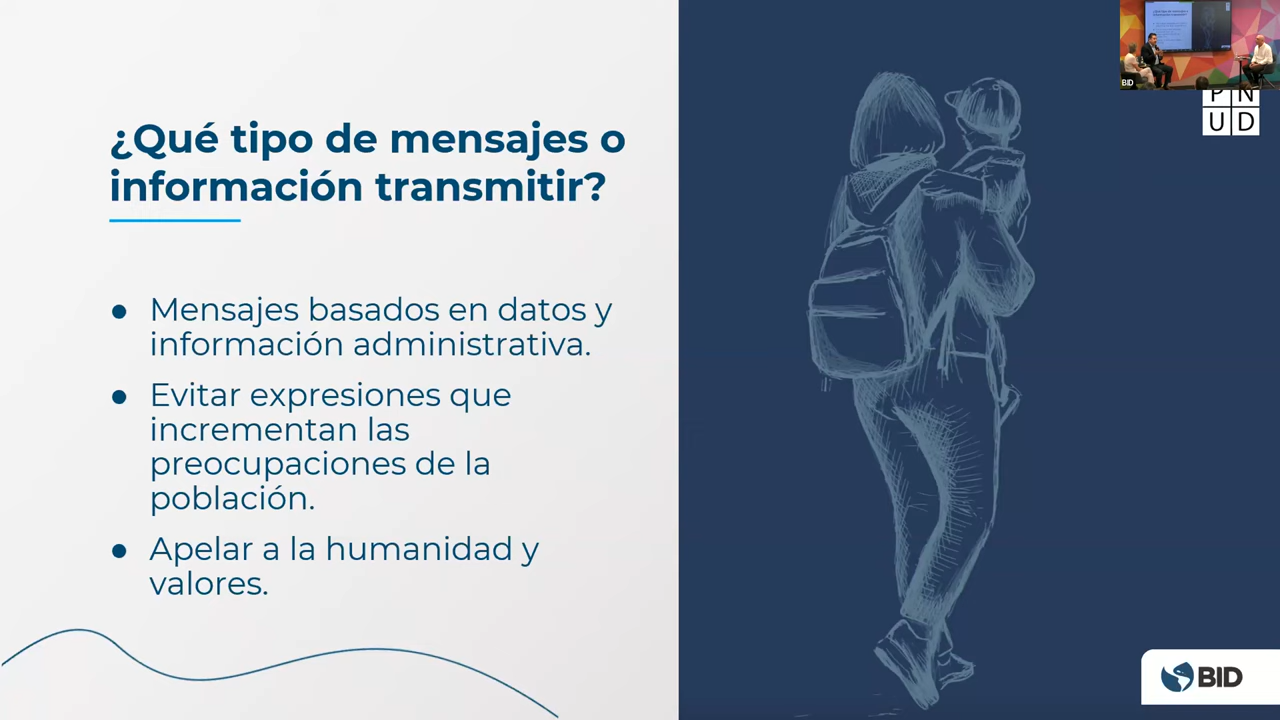 ¿Qué tipo de mensajes o
información transmitir?
● Mensajes basados en datos y
información administrativa.
● Evitar expresiones que
incrementan las
preocupaciones de la
población.
● Apelar a la humanidad y
valores.
BID
P N
U D
BID